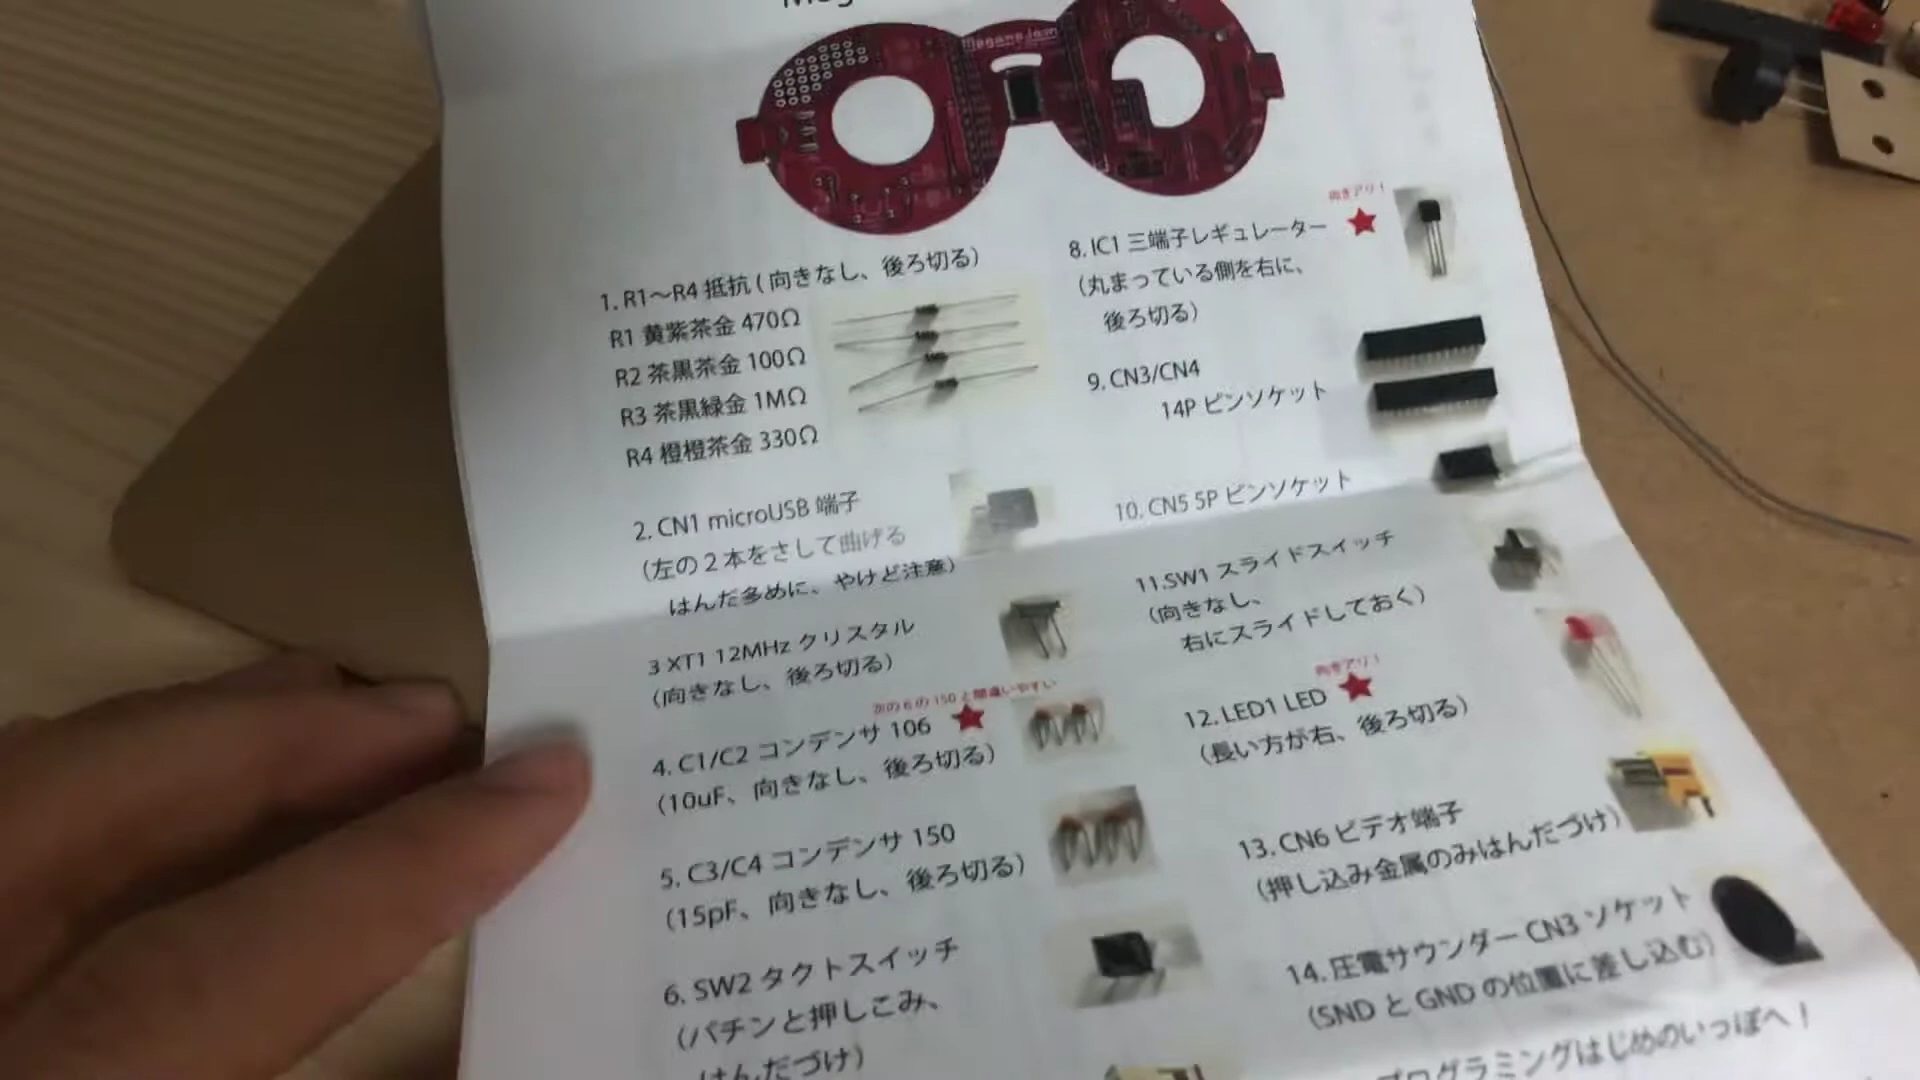 MeganeJam
1. R1〜R4 抵抗 ( 向きなし、後ろ切る）
R1 黄紫茶金 470Ω
R2 茶黒茶金 100Ω
R3 茶黒緑金 1MΩ
R4 橙橙茶金 330Ω
2. CN1 microUSB 端子
（左の 2 本をさして曲げる
はんだ多めに、やけど注意）
3 XT1 12MHz クリスタル
（向きなし、後ろ切る）
次の 6 の 150 と間違いやすい
4. C1/C2 コンデンサ 106
（10uF、向きなし、後ろ切る）
5. C3/C4 コンデンサ 150
（15pF、向きなし、後ろ切る）
6. SW2 タクトスイッチ
（パチンと押しこみ、
はんだづけ）
向きアリ！
8. IC1 三端子レギュレーター
（丸まっている側を右に、
後ろ切る）
9. CN3/CN4
14P ピンソケット
10. CN5 5P ピンソケット
11.SW1 スライドスイッチ
（向きなし、
右にスライドしておく）
向きアリ！
12. LED1 LED
（長い方が右、後ろ切る）
13. CN6 ビデオ端子
（押し込み金属のみはんだづけ）
14. 圧電サウンダー CN3 ソケット
（SND と GND の位置に差し込む）
プログラミングはじめのいっぽへ！